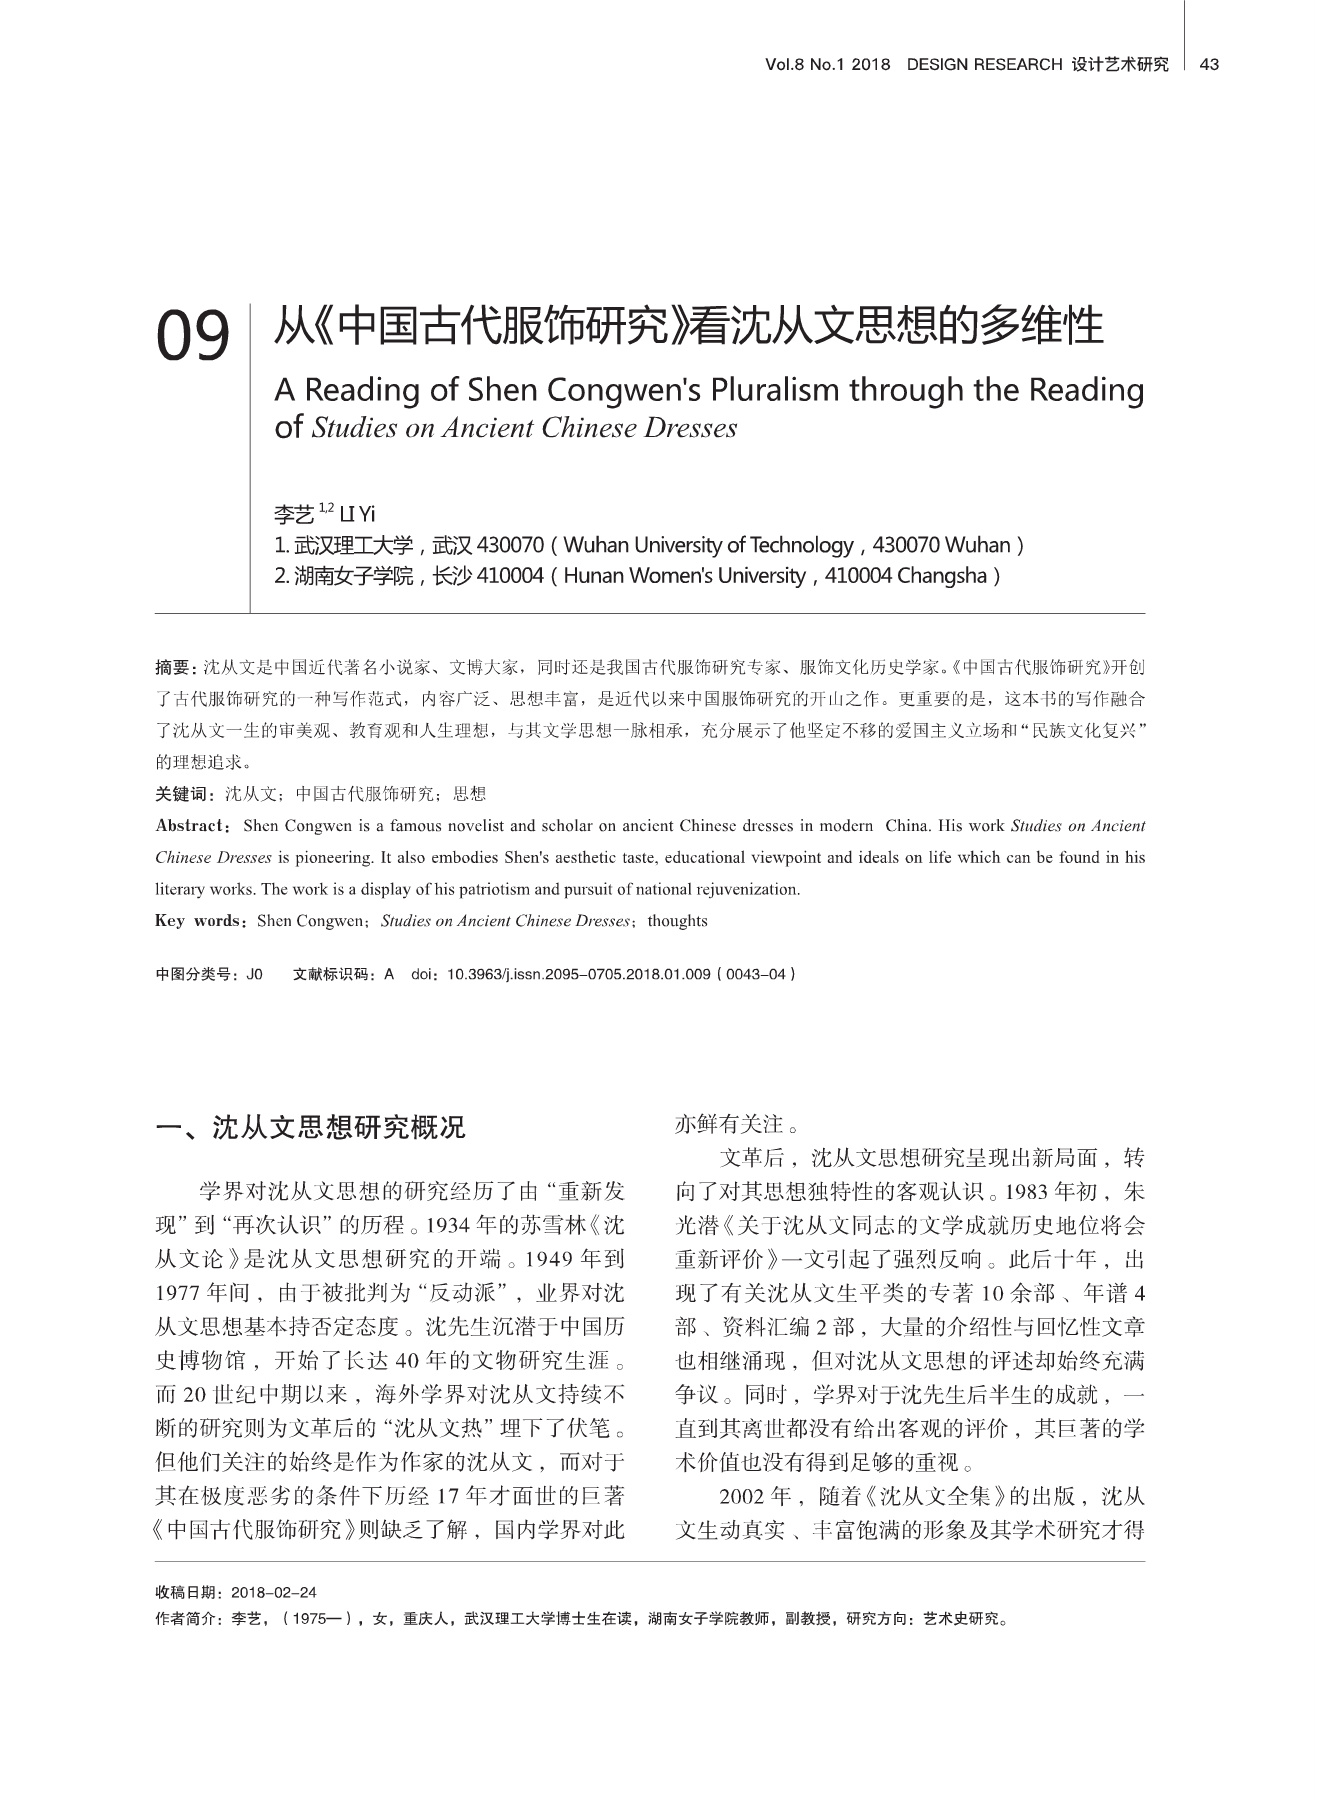 Vol.8 No.1 2018 DESIGN RESEARCH 设计艺术研究 43
09
从《中国古代服饰研究》看沈从文思想的多维性
A Reading of Shen Congwen's Pluralism through the Reading
of Studies on Ancient Chinese Dresses
李艺 1,2 LI Yi
1. 武汉理工大学，武汉 430070（Wuhan University of Technology，430070 Wuhan）
2. 湖南女子学院，长沙 410004（Hunan Women's University，410004 Changsha）
摘要：沈从文是中国近代著名小说家、文博大家，同时还是我国古代服饰研究专家、服饰文化历史学家。《中国古代服饰研究》开创
了古代服饰研究的一种写作范式，内容广泛、思想丰富，是近代以来中国服饰研究的开山之作。更重要的是，这本书的写作融合
了沈从文一生的审美观、教育观和人生理想，与其文学思想一脉相承，充分展示了他坚定不移的爱国主义立场和“民族文化复兴”
的理想追求。
关键词：沈从文；中国古代服饰研究；思想
Abstract： Shen Congwen is a famous novelist and scholar on ancient Chinese dresses in modern China. His work Studies on Ancient
Chinese Dresses is pioneering. It also embodies Shen's aesthetic taste, educational viewpoint and ideals on life which can be found in his
literary works. The work is a display of his patriotism and pursuit of national rejuvenization.
Key words：Shen Congwen；Studies on Ancient Chinese Dresses；thoughts
中图分类号：J0 文献标识码：A doi：10.3963/j.issn.2095-0705.2018.01.009（0043-04）
一、沈从文思想研究概况
学界对沈从文思想的研究经历了由“重新发
现”到“再次认识”的历程。1934 年的苏雪林《沈
从文论》是沈从文思想研究的开端。1949 年到
1977 年间，由于被批判为“反动派”，业界对沈
从文思想基本持否定态度。沈先生沉潜于中国历
史博物馆，开始了长达 40 年的文物研究生涯。
而 20 世纪中期以来，海外学界对沈从文持续不
断的研究则为文革后的“沈从文热”埋下了伏笔。
但他们关注的始终是作为作家的沈从文，而对于
其在极度恶劣的条件下历经 17 年才面世的巨著
《中国古代服饰研究》则缺乏了解，国内学界对此
亦鲜有关注。
文革后，沈从文思想研究呈现出新局面，转
向了对其思想独特性的客观认识。1983 年初，朱
光潜《关于沈从文同志的文学成就历史地位将会
重新评价》一文引起了强烈反响。此后十年，出
现了有关沈从文生平类的专著 10 余部、年谱 4
部、资料汇编 2 部，大量的介绍性与回忆性文章
也相继涌现，但对沈从文思想的评述却始终充满
争议。同时，学界对于沈先生后半生的成就，一
直到其离世都没有给出客观的评价，其巨著的学
术价值也没有得到足够的重视。
2002 年，随着《沈从文全集》的出版，沈从
文生动真实、丰富饱满的形象及其学术研究才得
收稿日期：2018-02-24
作者简介：李艺，（1975—），女，重庆人，武汉理工大学博士生在读，湖南女子学院教师，副教授，研究方向：艺术史研究。